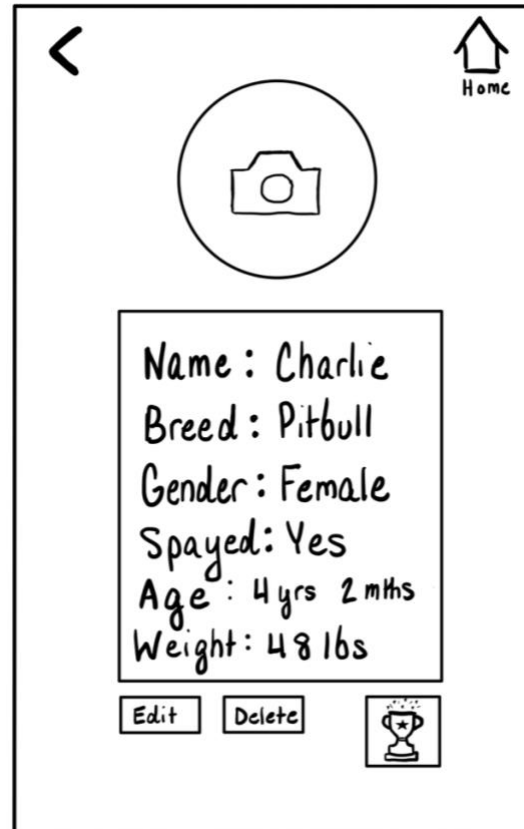 Home
Name: Charlie
Breed: Pitbull
Gender: Female
Spayed: Yes
Age: 4 yrs 2 mths
Weight: 48 lbs
Edit Delete